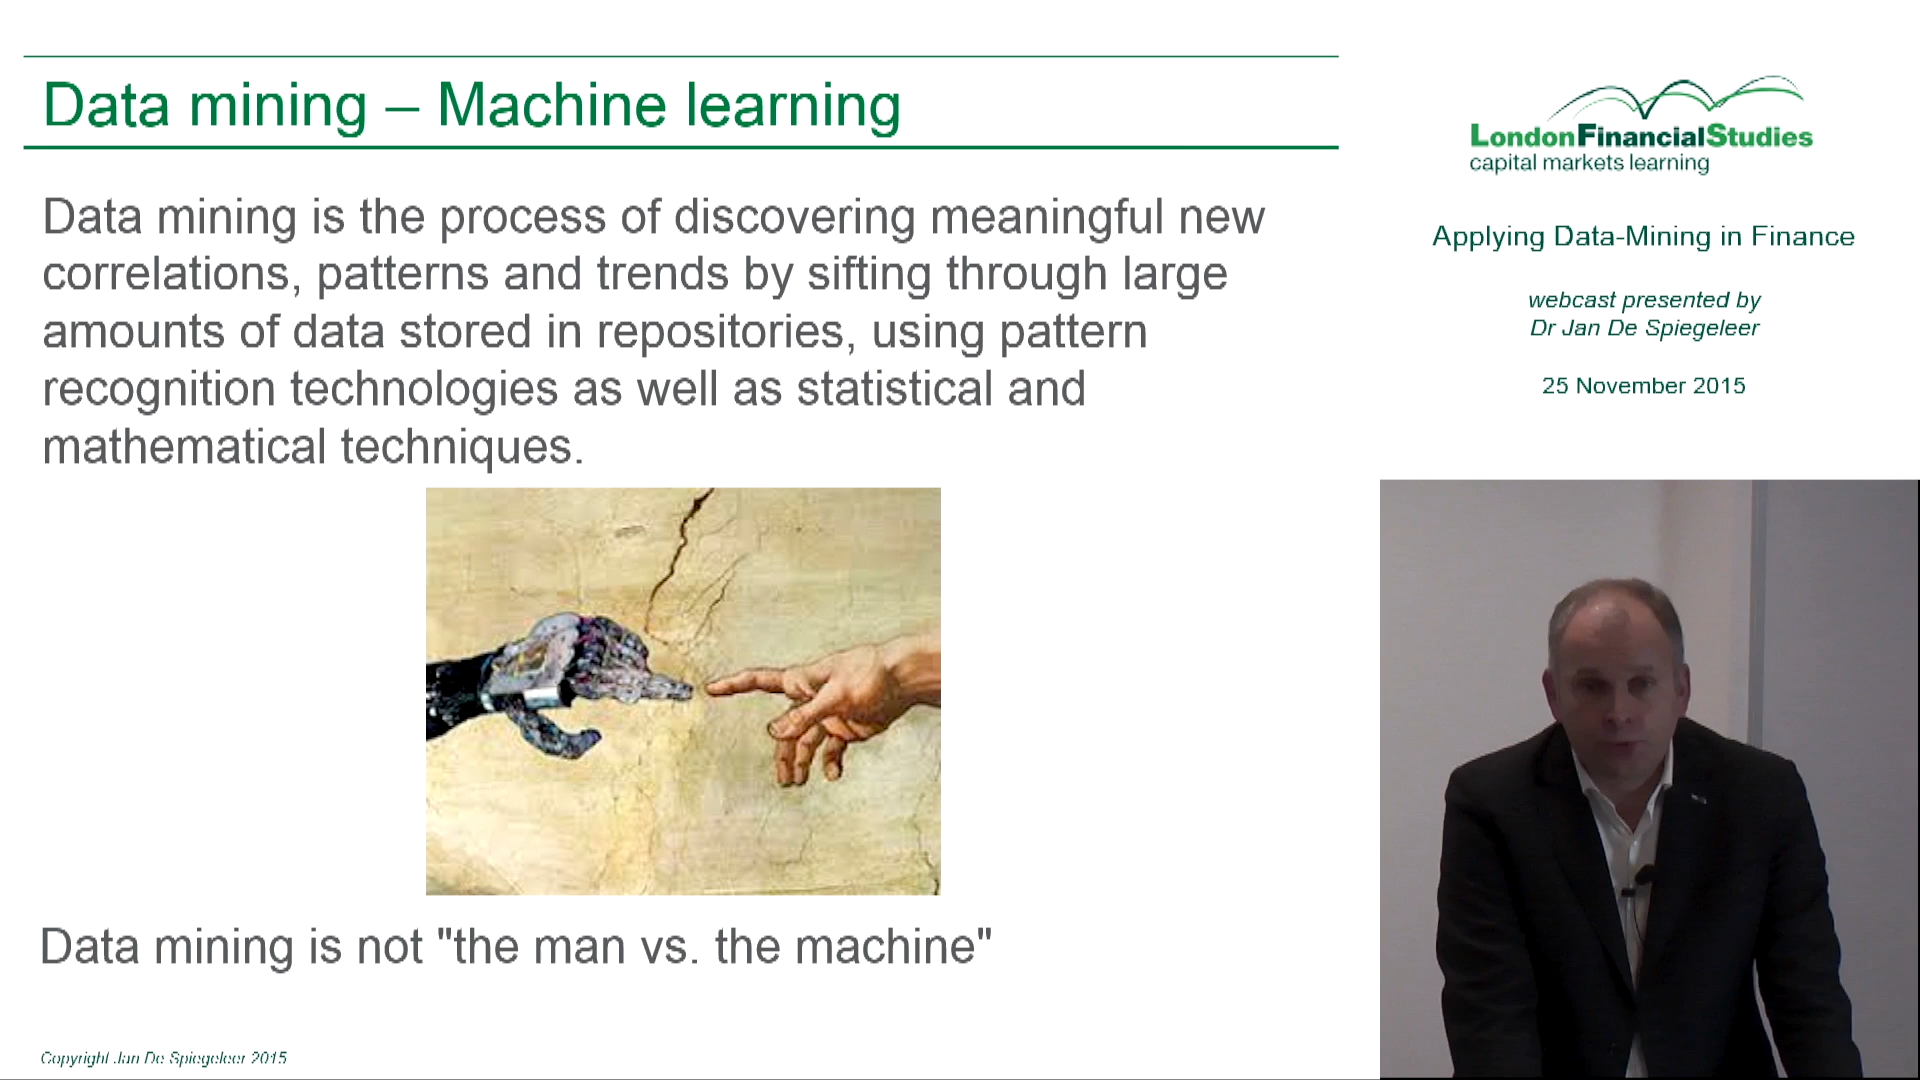 Data mining – Machine learning
Data mining is the process of discovering meaningful new
correlations, patterns and trends by sifting through large
amounts of data stored in repositories, using pattern
recognition technologies as well as statistical and
mathematical techniques.
Data mining is not "the man vs. the machine"
Copyright Jan De Spiegeleer 2015
LondonFinancialStudies
capital markets learning
Applying Data-Mining in Finance
webcast presented by
Dr Jan De Spiegeleer
25 November 2015